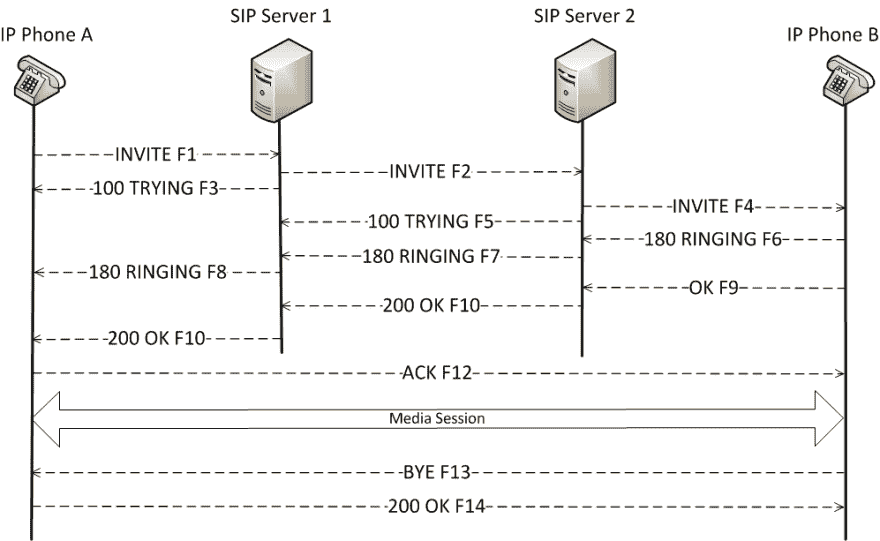 SIP Server 1
SIP Server 2
IP Phone A
IP Phone B
INVITE F1
INVITE F2
100 TRYING F3
INVITE F4
100 TRYING F5
180 RINGING F6
180 RINGING F7
180 RINGING F8
OK F9
200 OK F10
200 OK F10
ACK F12
Media Session
BYE F13
200 OK F14